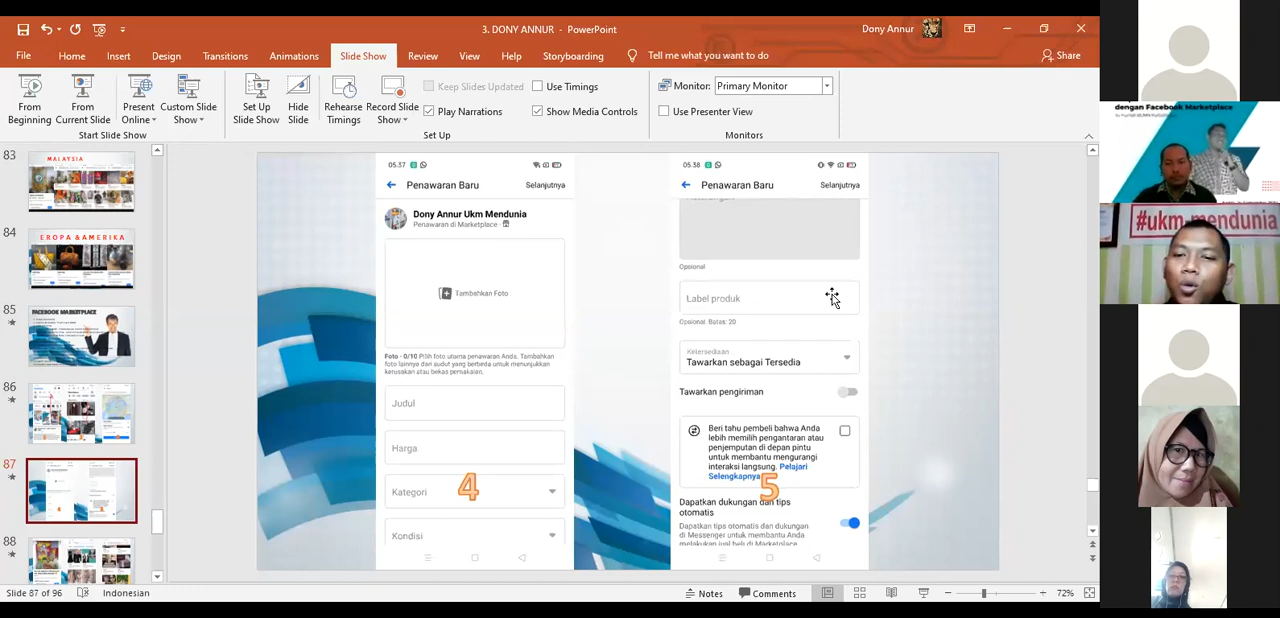 3. DONY ANNUR - PowerPoint
Dony Annur
File
Home
Insert
Design
Transitions
Animations
Slide Show
Review
View
Help
Storyboarding
Tell me what you want to do
Share
From Beginning
From Current Slide
Present Online
Custom Slide Show
Start Slide Show
Set Up Slide Show
Hide Slide
Rehearse Timings
Record Slide Show
Keep Slides Updated
Play Narrations
Use Timings
Show Media Controls
Set Up
Monitor: Primary Monitor
Use Presenter View
Monitors
83
MALAYSIA
84
EROPA & AMERIKA
85
FACEBOOK MARKETPLACE
86
87
88
05.37
Penawaran Baru
Selanjutnya
Dony Annur Ukm Mendunia
Penawaran di Marketplace
Tambahkan Foto
Foto · 0/10 Pilih foto utama penawaran Anda. Tambahkan
foto lainnya dari sudut yang berbeda untuk menunjukkan
kerusakan atau bekas pemakaian.
Judul
Harga
Kategori
4
Kondisi
05.38
Penawaran Baru
Selanjutnya
Opsional
Label produk
Opsional. Batas: 20
Ketersediaan
Tawarkan sebagai Tersedia
Tawarkan pengiriman
Beri tahu pembeli bahwa Anda
lebih memilih pengantaran atau
penjemputan di depan pintu
untuk membantu mengurangi
interaksi langsung. Pelajari
Selengkapnya
5
Dapatkan dukungan dan tips
otomatis
Dapatkan tips otomatis dan dukungan
di Messenger untuk membantu Anda
melakukan jual beli di Marketplace
Slide 87 of 96
Indonesian
Notes
Comments
72%
dengan Facebook Marketplace
#ukm mendunia